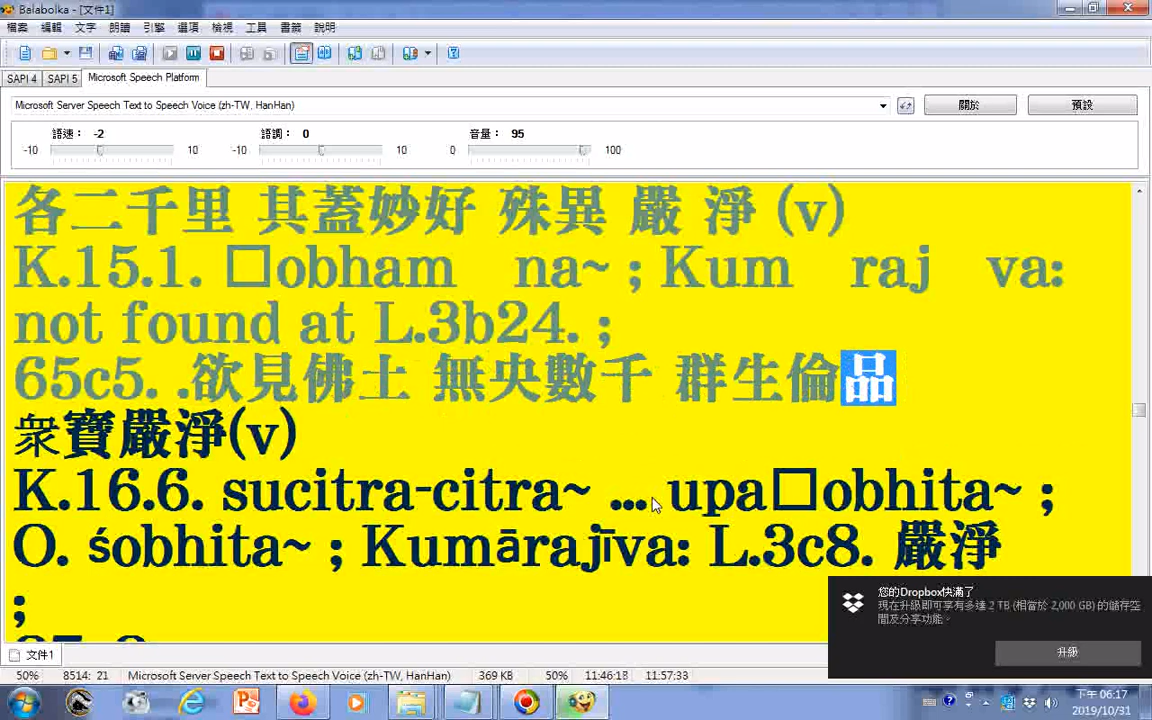 Balabolka - [文件1]
檔案 編輯 文字 朗讀 引擎 選項 檢視 工具 書籤 說明
SAPI 4 SAPI 5 Microsoft Speech Platform
Microsoft Server Speech Text to Speech Voice (zh-TW, HanHan) 關於 預設
語速: -2 語調: 0 音量: 95
-10 10 -10 10 0 100
各二千里 其蓋妙好 殊異 嚴 淨 (v)
K.15.1. □obham na~ ; Kum raj va:
not found at L.3b24. ;
65c5. .欲見佛土 無央數千 群生倫品
衆寶嚴淨(v)
K.16.6. sucitra-citra~ ... upa□obhita~ ;
O. śobhita~ ; Kumārajīva: L.3c8. 嚴淨
;
您的Dropbox快滿了
現在升級即可享有多達 2 TB (相當於 2,000 GB) 的儲存空
間及分享功能。
升級
文件1
50% 8514: 21 Microsoft Server Speech Text to Speech Voice (zh-TW, HanHan) 369 KB 50% 11:46:18 11:57:33
下午 06:17
2019/10/31